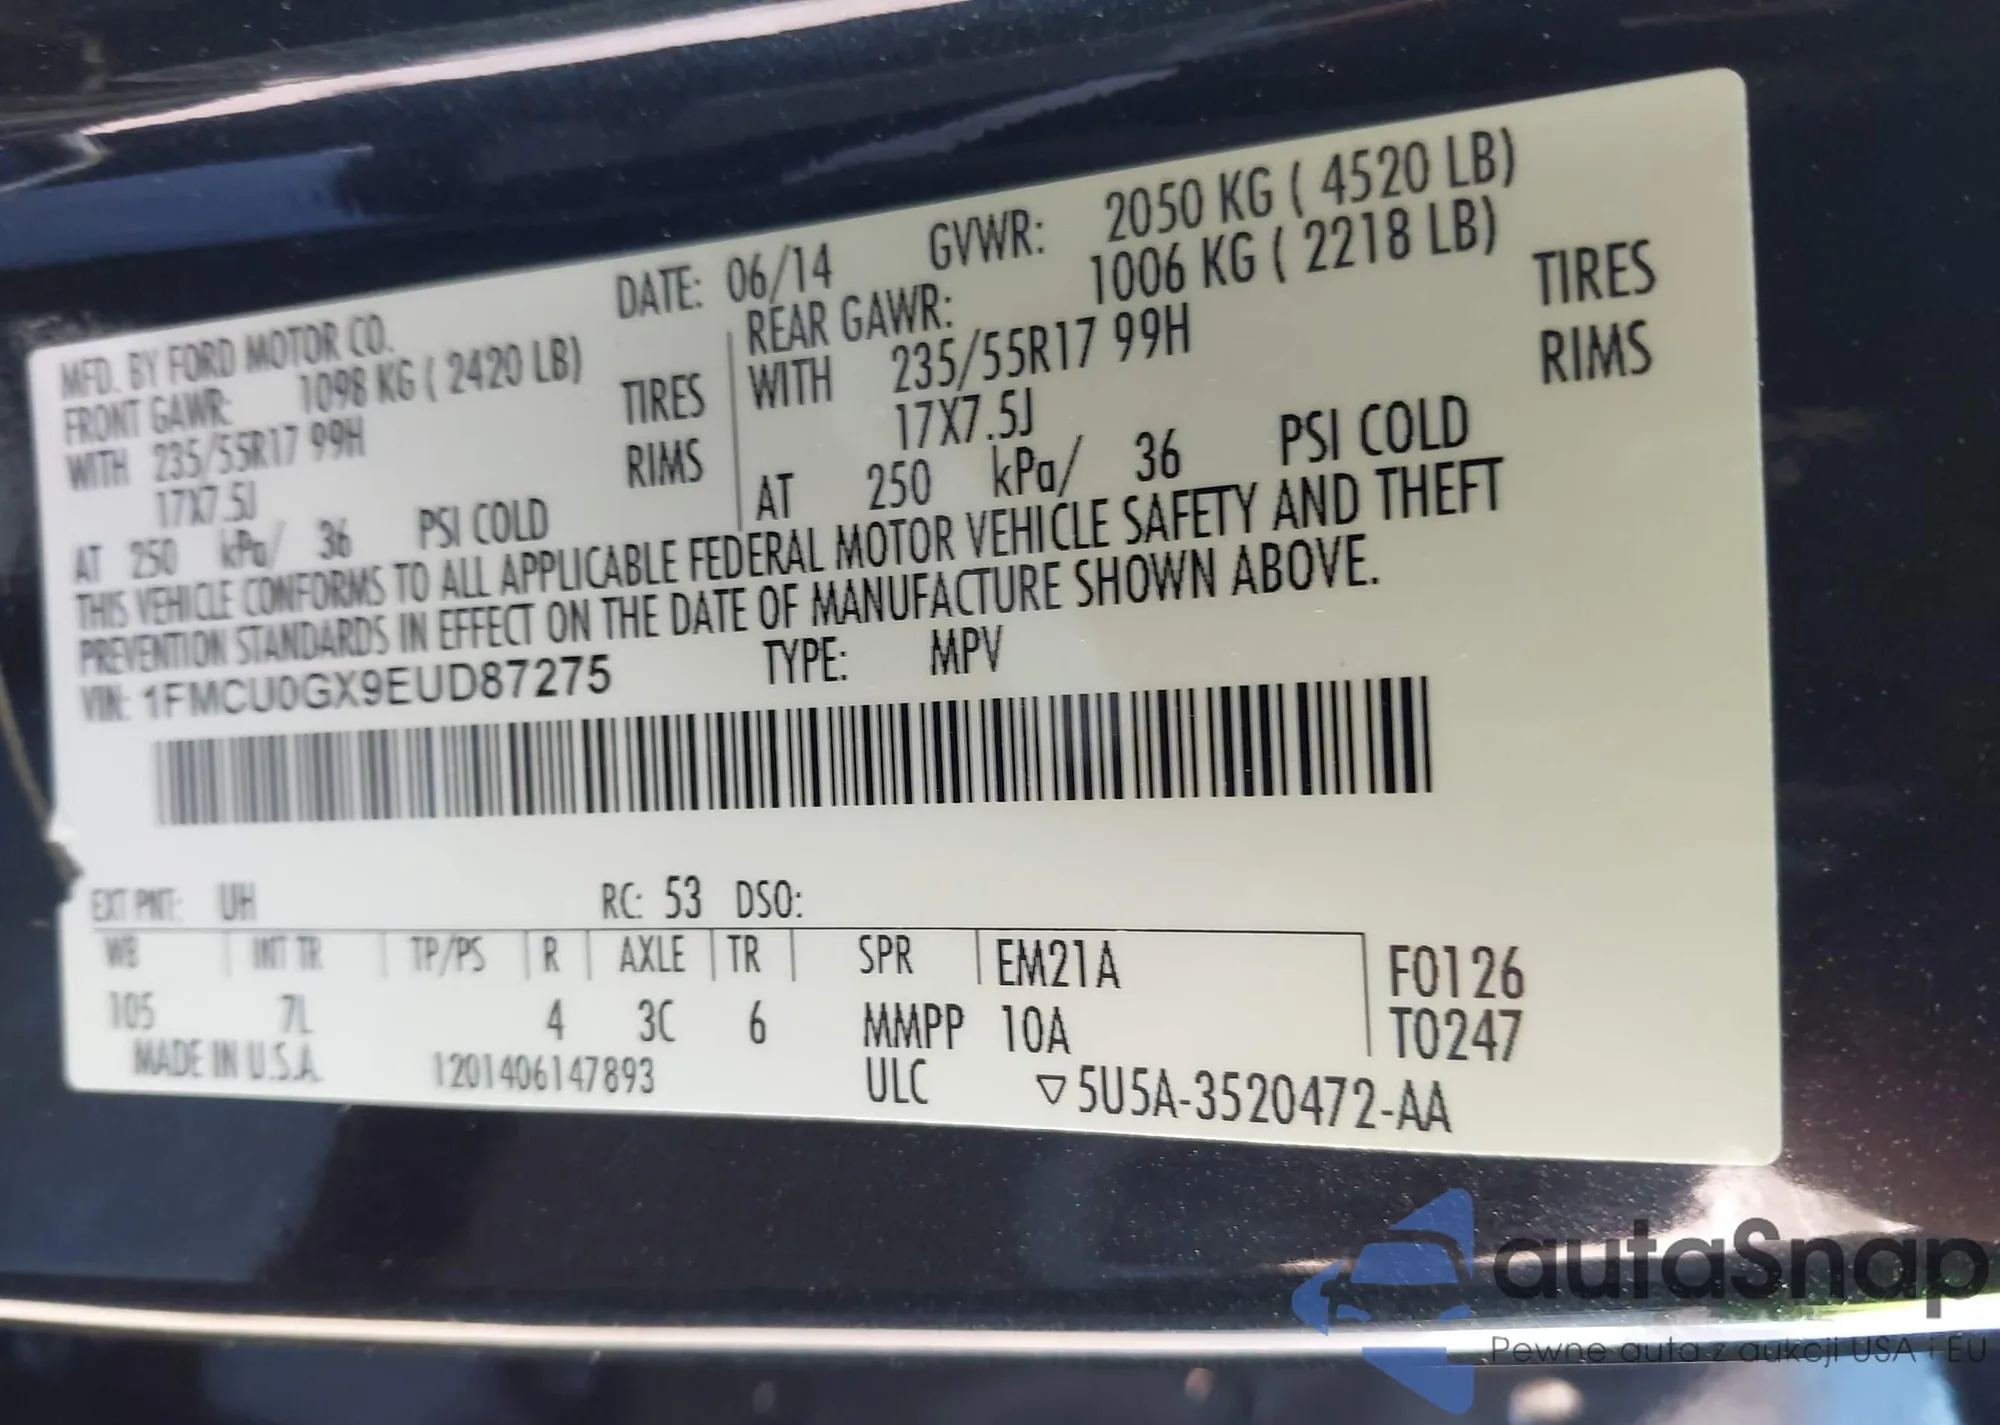 MFD. BY FORD MOTOR CO. DATE: 06/14 GVWR: 2050 KG ( 4520 LB)
FRONT GAWR: 1098 KG ( 2420 LB) REAR GAWR: 1006 KG ( 2218 LB)
WITH 235/55R17 99H TIRES WITH 235/55R17 99H TIRES
17X7.5J RIMS 17X7.5J RIMS
AT 250 kPa/ 36 PSI COLD AT 250 kPa/ 36 PSI COLD
THIS VEHICLE CONFORMS TO ALL APPLICABLE FEDERAL MOTOR VEHICLE SAFETY AND THEFT
PREVENTION STANDARDS IN EFFECT ON THE DATE OF MANUFACTURE SHOWN ABOVE.
VIN: 1FMCU0GX9EUD87275 TYPE: MPV
EXT PNT: UH RC: 53 DSO:
WB INT TR TP/PS R AXLE TR SPR EM21A F0126
105 7L 4 3C 6 MMPP 10A T0247
MADE IN U.S.A. 1201406147893 ULC ▽5U5A-3520472-AA
autaSnap
Pewne auta z aukcji USA i EU